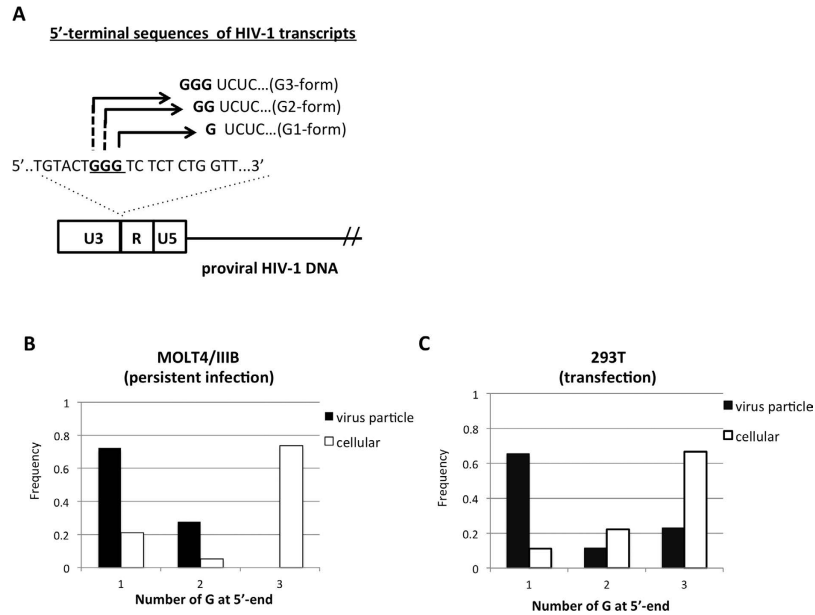 A
5’-terminal sequences of HIV-1 transcripts
GGG UCUC...(G3-form)
GG UCUC...(G2-form)
G UCUC...(G1-form)
5’..TGTACTGGG TC TCT CTG GTT...3’
U3 R U5
proviral HIV-1 DNA
B
MOLT4/IIIB
(persistent infection)
1
0.8
0.6
0.4
0.2
0
Frequency
1 2 3
Number of G at 5’-end
virus particle
cellular
C
293T
(transfection)
1
0.8
0.6
0.4
0.2
0
Frequency
1 2 3
Number of G at 5’-end
virus particle
cellular